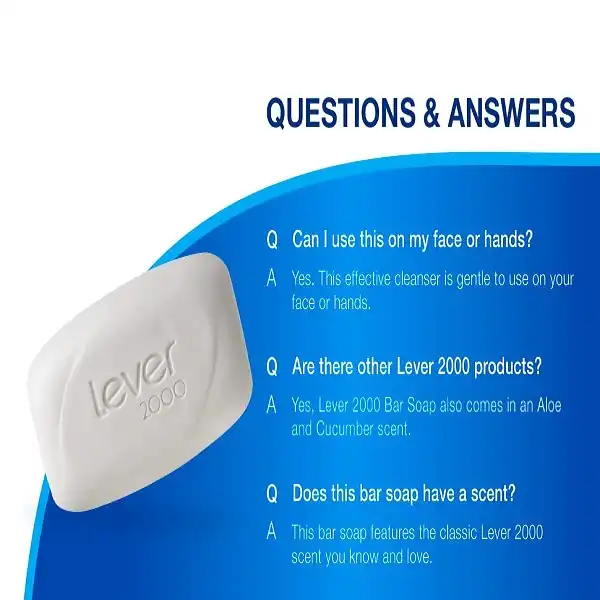 QUESTIONS & ANSWERS
Q Can I use this on my face or hands?
A Yes. This effective cleanser is gentle to use on your
face or hands.
Lever
2000
Q Are there other Lever 2000 products?
A Yes, Lever 2000 Bar Soap also comes in an Aloe
and Cucumber scent.
Q Does this bar soap have a scent?
A This bar soap features the classic Lever 2000
scent you know and love.